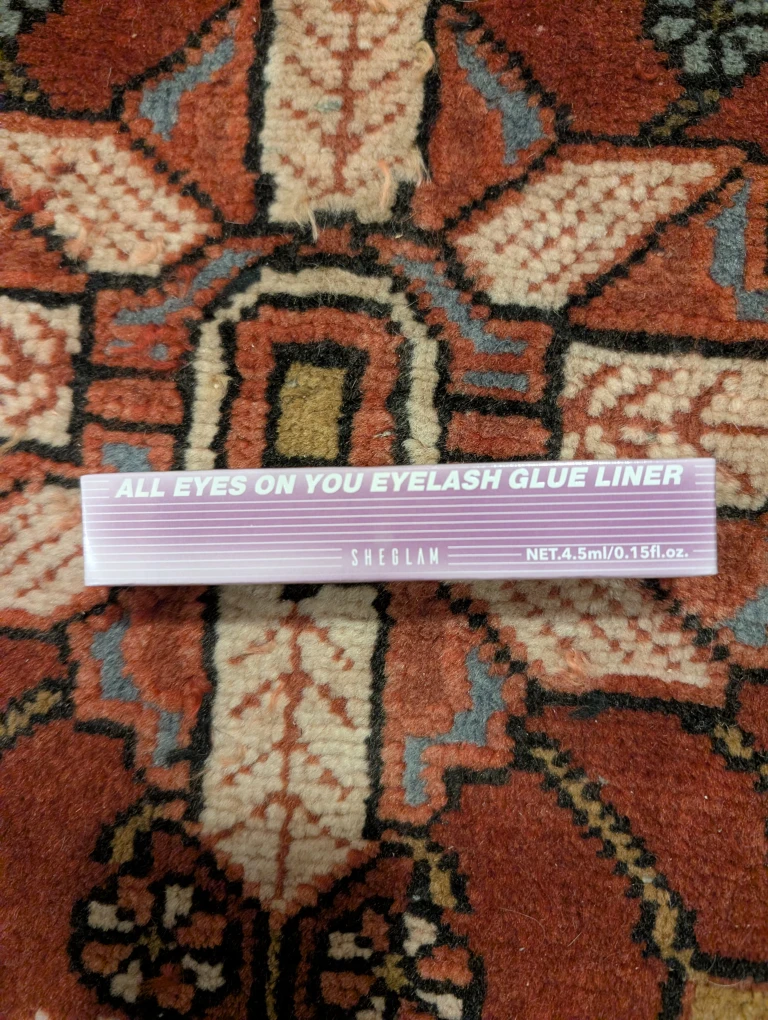 ALL EYES ON YOU EYELASH GLUE LINER
SHEGLAM
NET.4.5ml/0.15fl.oz.